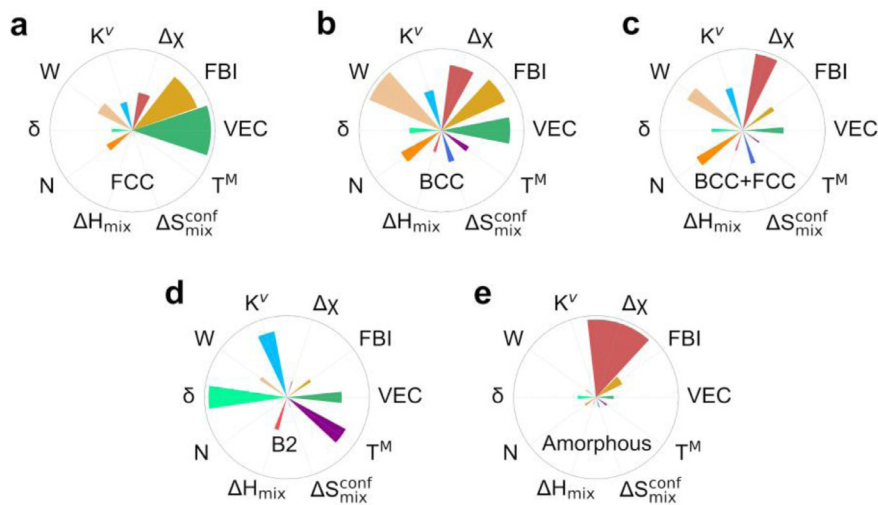 a
K^ν
Δχ
W
FBI
δ
VEC
N
FCC
T^M
ΔH_mix
ΔS_mix^conf
b
K^ν
Δχ
W
FBI
δ
VEC
N
BCC
T^M
ΔH_mix
ΔS_mix^conf
c
K^ν
Δχ
W
FBI
δ
VEC
N
BCC+FCC
T^M
ΔH_mix
ΔS_mix^conf
d
K^ν
Δχ
W
FBI
δ
VEC
N
B2
T^M
ΔH_mix
ΔS_mix^conf
e
K^ν
Δχ
W
FBI
δ
VEC
N
Amorphous
T^M
ΔH_mix
ΔS_mix^conf